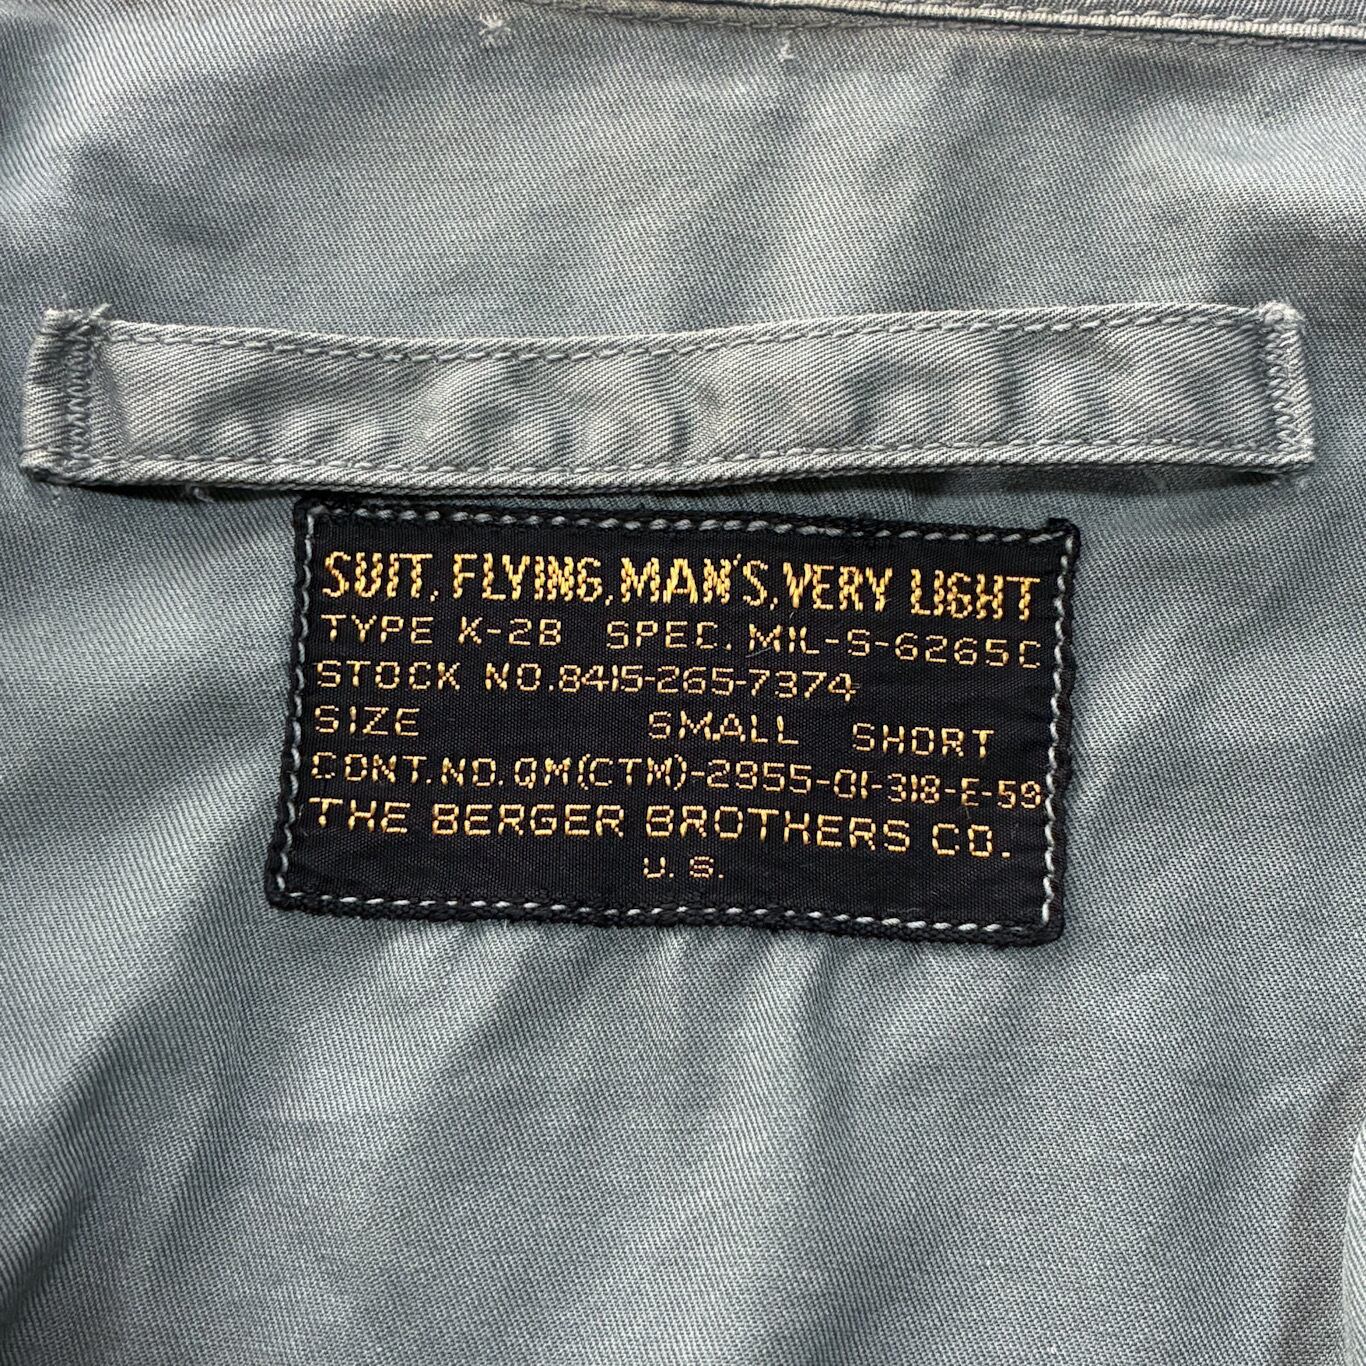 SUIT, FLYING, MAN'S, VERY LIGHT
TYPE K-2B SPEC. MIL-S-6265C
STOCK NO. 8415-265-7374
SIZE SMALL SHORT
CONT. NO. QM(CTM)-2955-01-318-E-59
THE BERGER BROTHERS CO.
U. S.